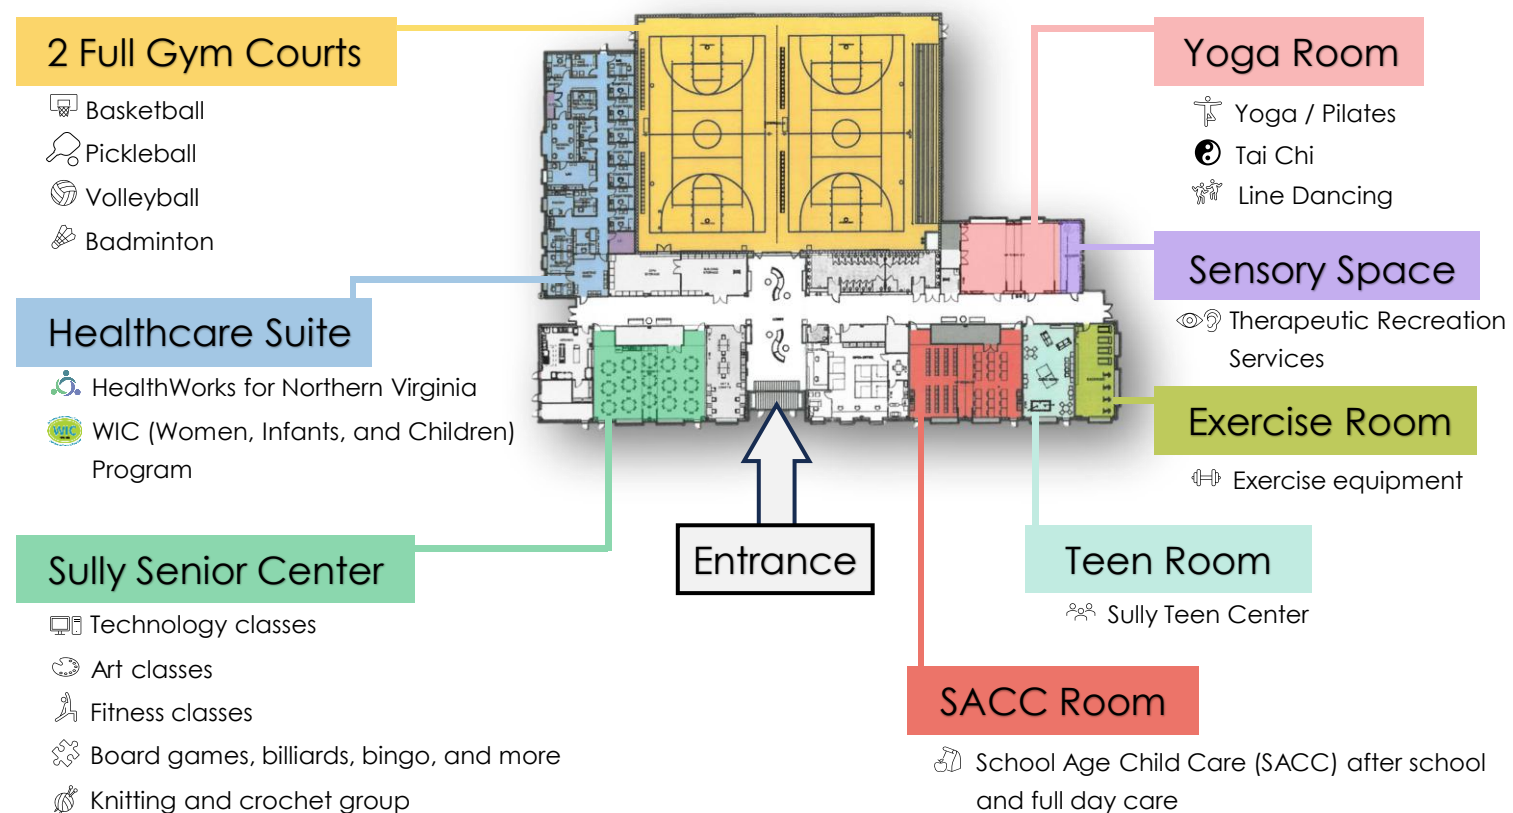 2 Full Gym Courts
Basketball
Pickleball
Volleyball
Badminton
Healthcare Suite
HealthWorks for Northern Virginia
WIC
WIC (Women, Infants, and Children)
Program
Sully Senior Center
Technology classes
Art classes
Fitness classes
Board games, billiards, bingo, and more
Knitting and crochet group
Entrance
Yoga Room
Yoga / Pilates
Tai Chi
Line Dancing
Sensory Space
Therapeutic Recreation
Services
Exercise Room
Exercise equipment
Teen Room
Sully Teen Center
SACC Room
School Age Child Care (SACC) after school
and full day care